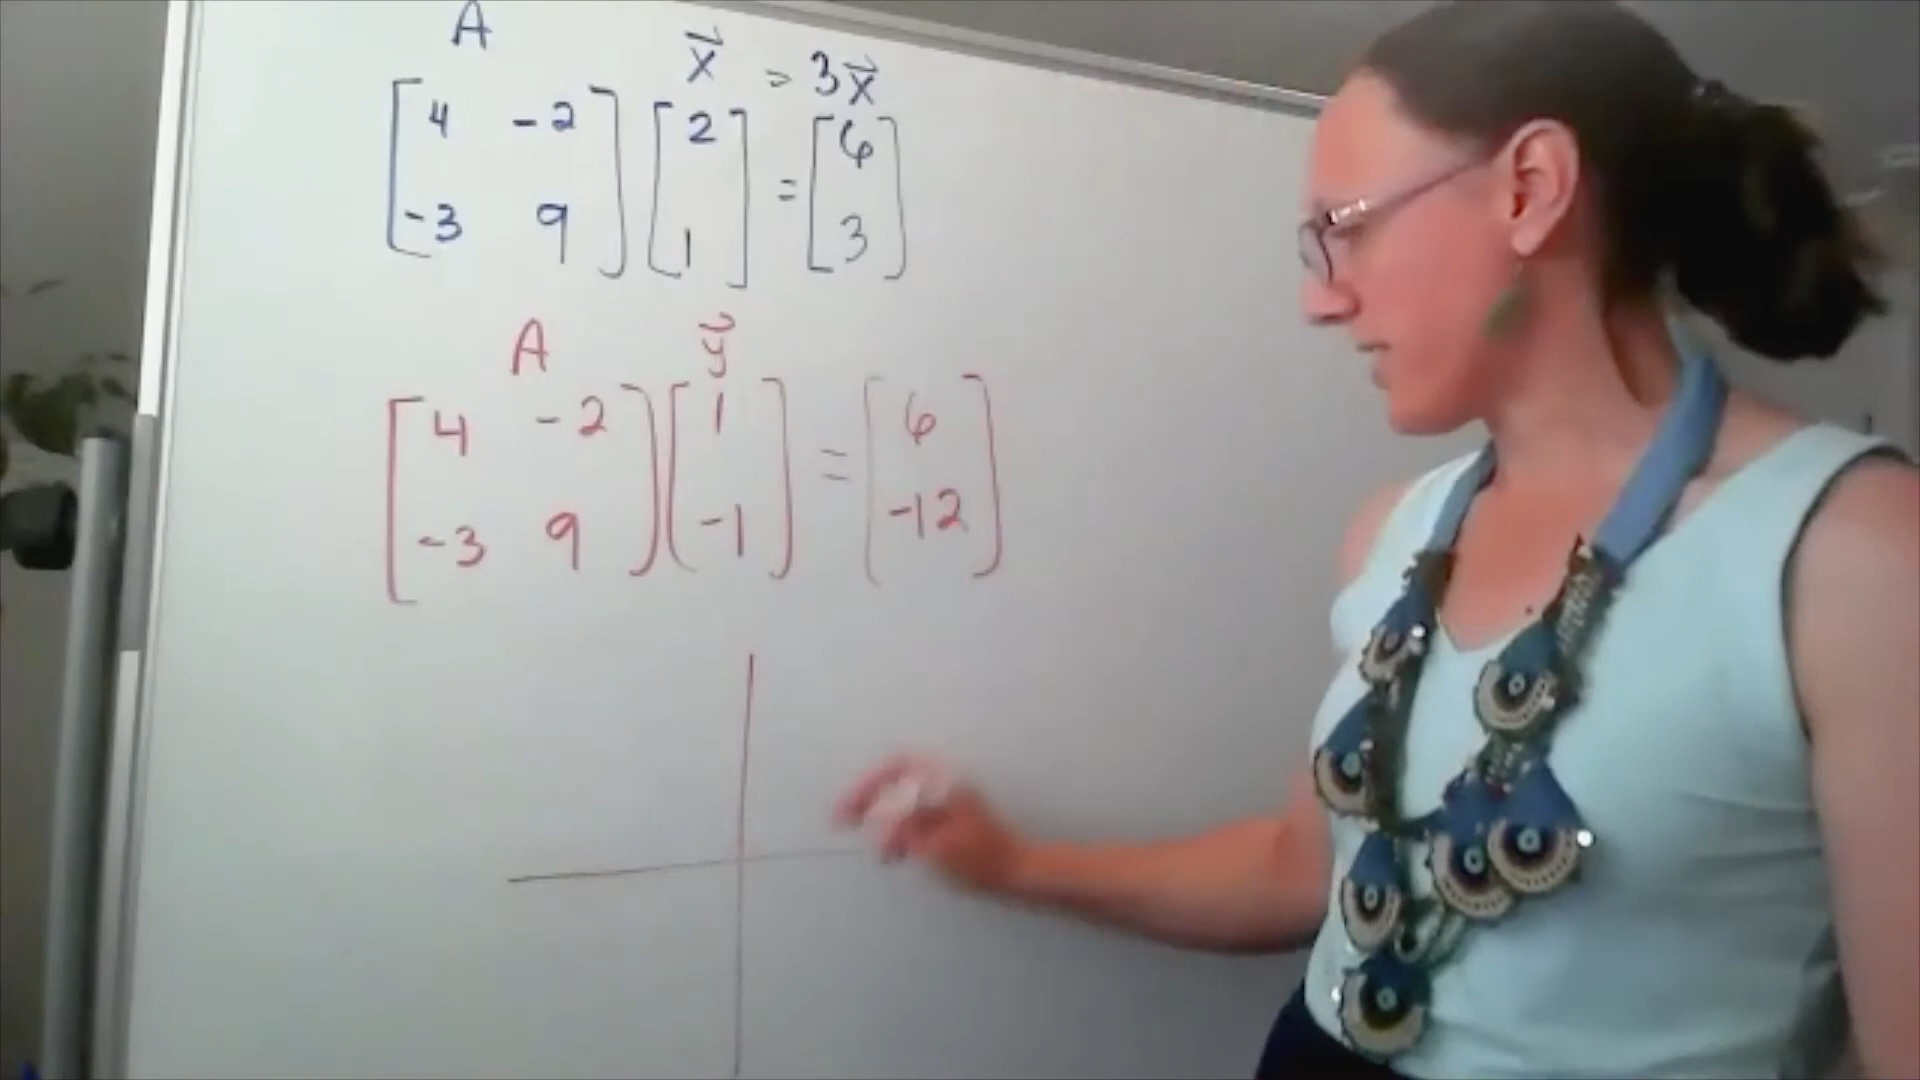 A x⃗ = 3x⃗
[4 -2] [2] = [6]
[-3 9] [1] [3]
A y⃗
[4 -2] [1] = [6]
[-3 9] [-1] [-12]